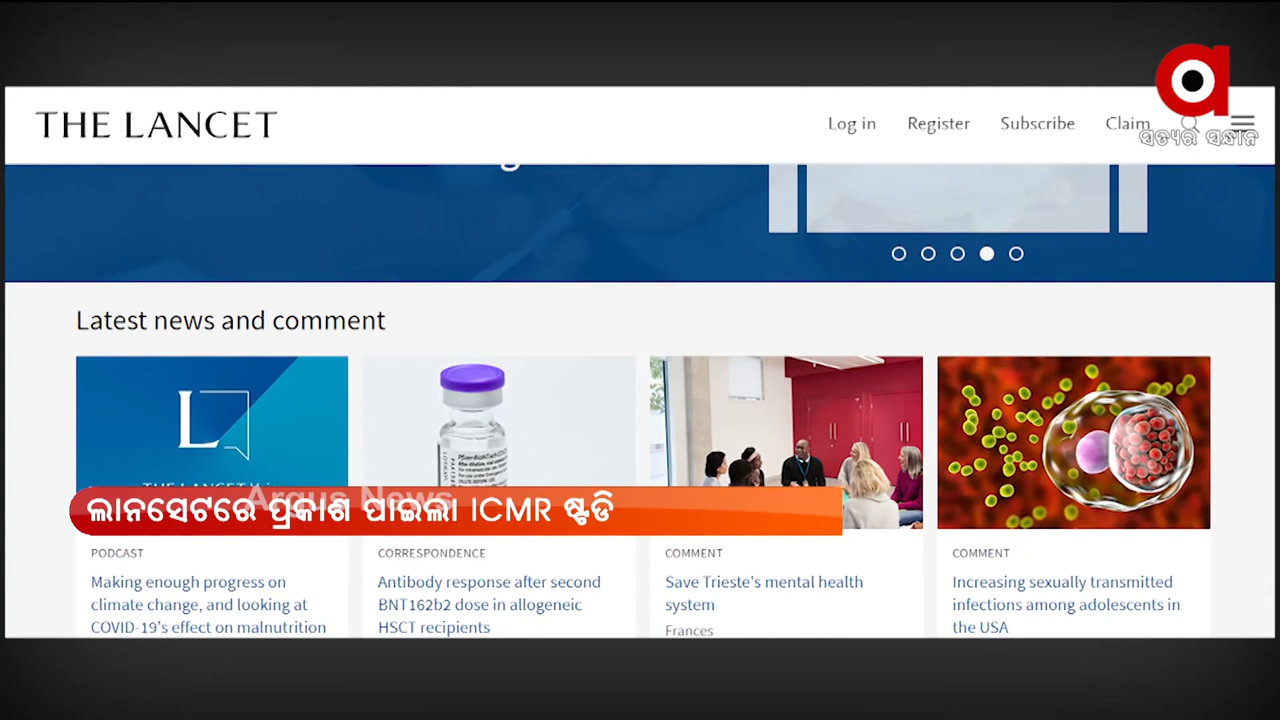 THE LANCET
Log in Register Subscribe Claim
ସତ୍ୟର ସନ୍ଧାନ
Latest news and comment
Argus News
ଲାନସେଟରେ ପ୍ରକାଶ ପାଇଲା ICMR ଷ୍ଟଡି
PODCAST
Making enough progress on
climate change, and looking at
COVID-19's effect on malnutrition
CORRESPONDENCE
Antibody response after second
BNT162b2 dose in allogeneic
HSCT recipients
COMMENT
Save Trieste's mental health
system
Frances
COMMENT
Increasing sexually transmitted
infections among adolescents in
the USA